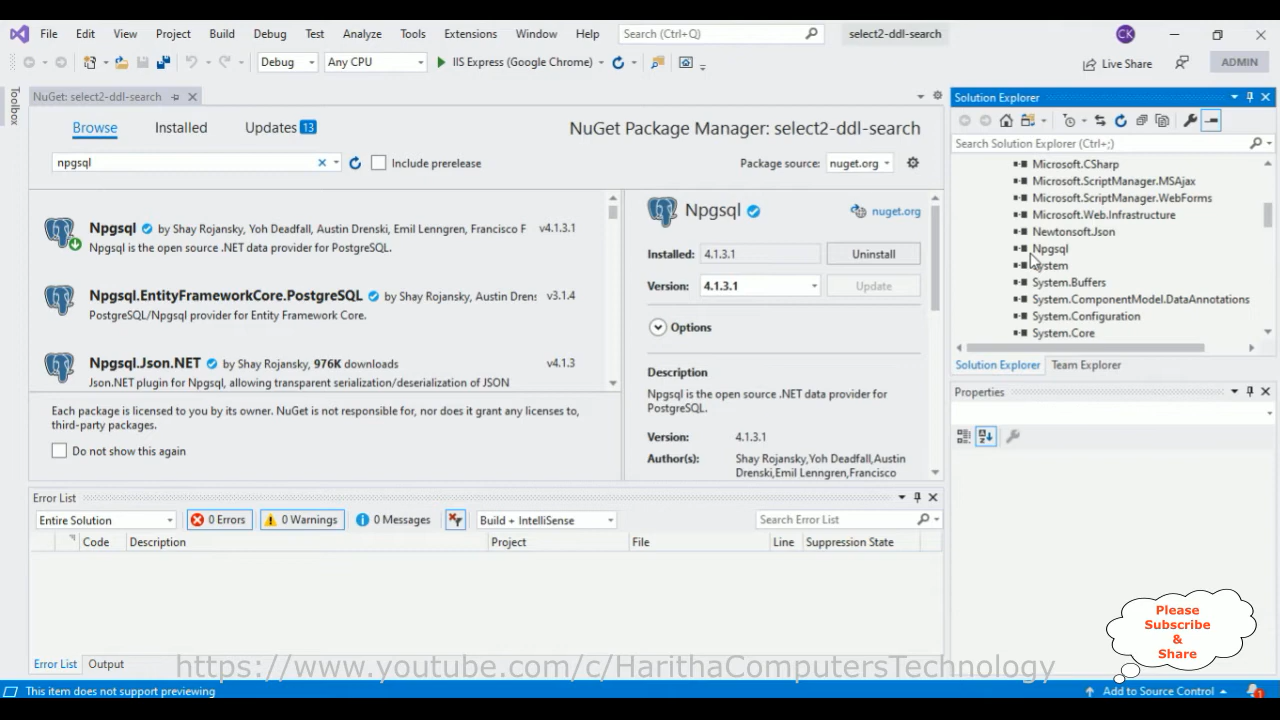 File Edit View Project Build Debug Test Analyze Tools Extensions Window Help Search (Ctrl+Q) select2-ddl-search CK
Debug Any CPU IIS Express (Google Chrome) Live Share ADMIN
Toolbox
NuGet: select2-ddl-search
Browse Installed Updates 13 NuGet Package Manager: select2-ddl-search
npgsql Include prerelease Package source: nuget.org
Npgsql by Shay Rojansky, Yoh Deadfall, Austin Drenski, Emil Lenngren, Francisco F v4.1.3.1
Npgsql is the open source .NET data provider for PostgreSQL.
Npgsql.EntityFrameworkCore.PostgreSQL by Shay Rojansky, Austin Drens v3.1.4
PostgreSQL/Npgsql provider for Entity Framework Core.
Npgsql.Json.NET by Shay Rojansky, 976K downloads v4.1.3
Json.NET plugin for Npgsql, allowing transparent serialization/deserialization of JSON
Each package is licensed to you by its owner. NuGet is not responsible for, nor does it grant any licenses to,
third-party packages.
Do not show this again
Npgsql nuget.org
Installed: 4.1.3.1 Uninstall
Version: 4.1.3.1 Update
Options
Description
Npgsql is the open source .NET data provider for
PostgreSQL.
Version: 4.1.3.1
Author(s): Shay Rojansky,Yoh Deadfall,Austin
Drenski,Emil Lenngren,Francisco
Solution Explorer
Search Solution Explorer (Ctrl+;)
Microsoft.CSharp
Microsoft.ScriptManager.MSAjax
Microsoft.ScriptManager.WebForms
Microsoft.Web.Infrastructure
Newtonsoft.Json
Npgsql
System
System.Buffers
System.ComponentModel.DataAnnotations
System.Configuration
System.Core
Solution Explorer Team Explorer
Properties
Error List
Entire Solution 0 Errors 0 Warnings 0 Messages Build + IntelliSense Search Error List
Code Description Project File Line Suppression State
Error List Output
Please
Subscribe
&
Share
https://www.youtube.com/c/HarithaComputersTechnology
This item does not support previewing Add to Source Control 1